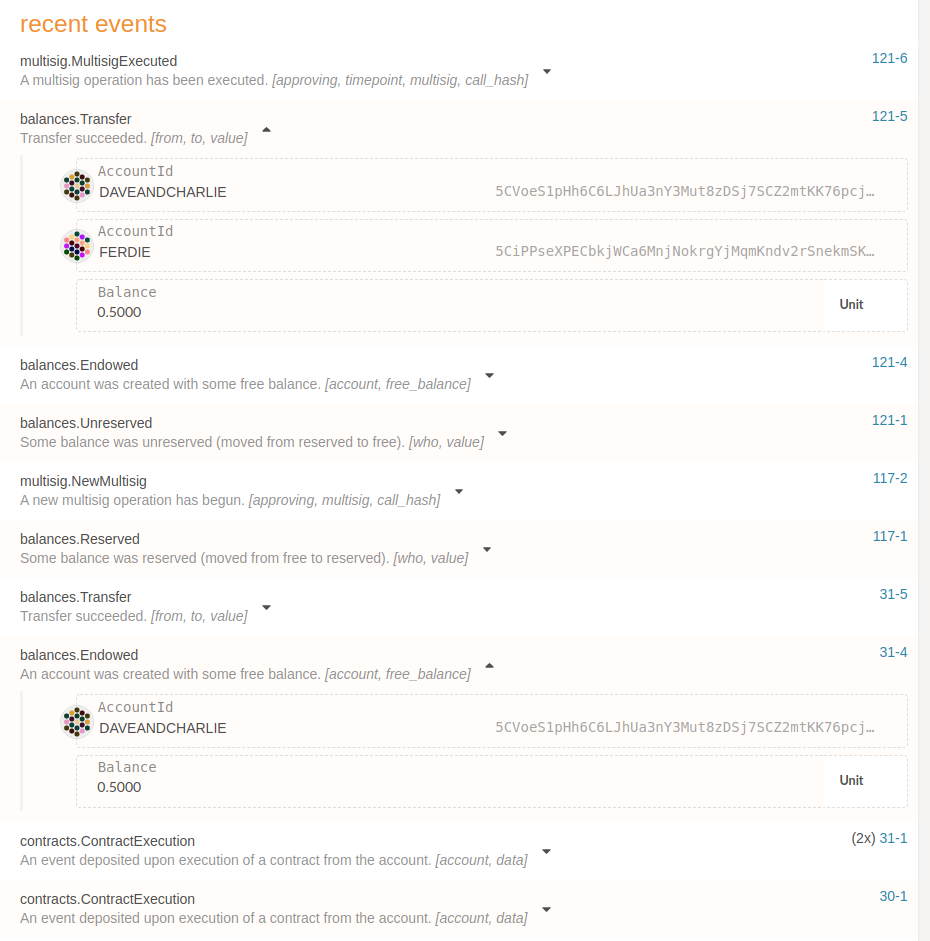 recent events
multisig.MultisigExecuted 121-6
A multisig operation has been executed. [approving, timepoint, multisig, call_hash]
balances.Transfer 121-5
Transfer succeeded. [from, to, value]
AccountId
DAVEANDCHARLIE 5CVoeS1pHh6C6LJhUa3nY3Mut8zDSj7SCZ2mtKK76pcj…
AccountId
FERDIE 5CiPPseXPECbkjWCa6MnjNokrgYjMqmKndv2rSnekmSK…
Balance
0.5000 Unit
balances.Endowed 121-4
An account was created with some free balance. [account, free_balance]
balances.Unreserved 121-1
Some balance was unreserved (moved from reserved to free). [who, value]
multisig.NewMultisig 117-2
A new multisig operation has begun. [approving, multisig, call_hash]
balances.Reserved 117-1
Some balance was reserved (moved from free to reserved). [who, value]
balances.Transfer 31-5
Transfer succeeded. [from, to, value]
balances.Endowed 31-4
An account was created with some free balance. [account, free_balance]
AccountId
DAVEANDCHARLIE 5CVoeS1pHh6C6LJhUa3nY3Mut8zDSj7SCZ2mtKK76pcj…
Balance
0.5000 Unit
contracts.ContractExecution (2x) 31-1
An event deposited upon execution of a contract from the account. [account, data]
contracts.ContractExecution 30-1
An event deposited upon execution of a contract from the account. [account, data]